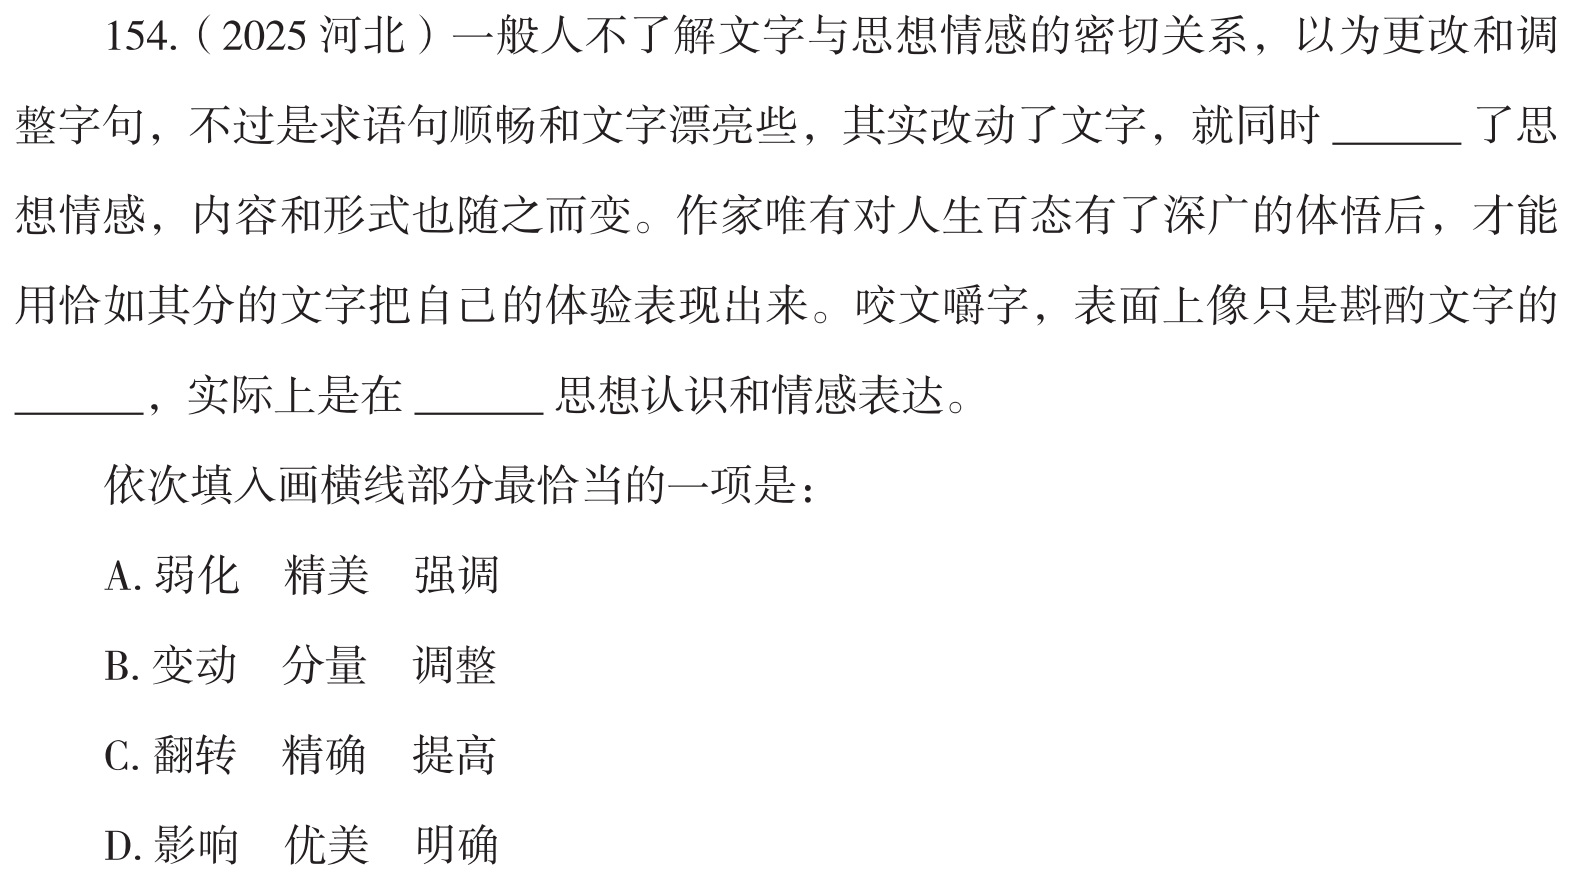 154.（2025 河北）一般人不了解文字与思想情感的密切关系，以为更改和调
整字句，不过是求语句顺畅和文字漂亮些，其实改动了文字，就同时 ______ 了思
想情感，内容和形式也随之而变。作家唯有对人生百态有了深广的体悟后，才能
用恰如其分的文字把自己的体验表现出来。咬文嚼字，表面上像只是斟酌文字的
______，实际上是在 ______ 思想认识和情感表达。
依次填入画横线部分最恰当的一项是：
A. 弱化　精美　强调
B. 变动　分量　调整
C. 翻转　精确　提高
D. 影响　优美　明确